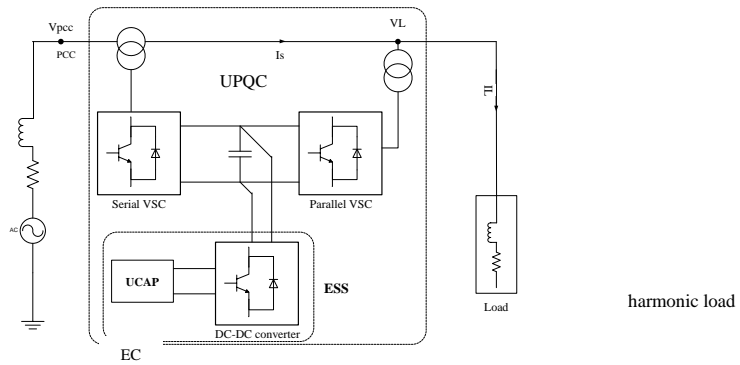 Vpcc
VL
PCC
Is
UPQC
IL
Serial VSC
Parallel VSC
AC
UCAP
ESS
DC-DC converter
Load
harmonic load
EC